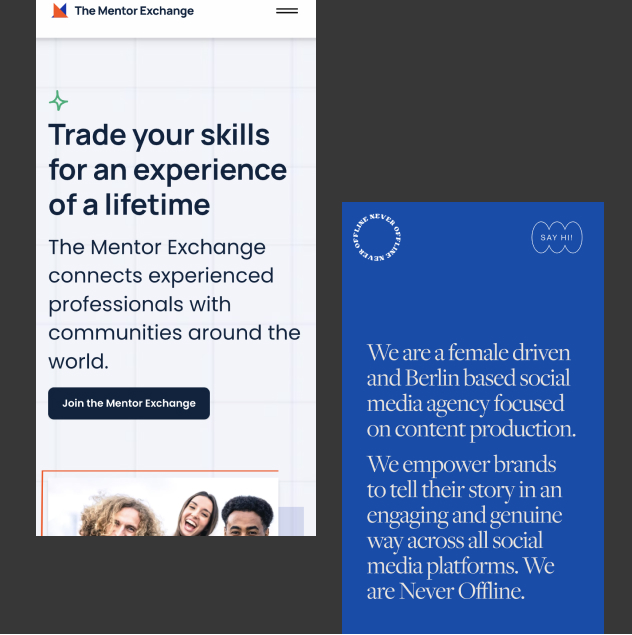 The Mentor Exchange
Trade your skills
for an experience
of a lifetime
The Mentor Exchange
connects experienced
professionals with
communities around the
world.
Join the Mentor Exchange
NEVER OFFLINE NEVER OFFLINE
SAY HI!
We are a female driven
and Berlin based social
media agency focused
on content production.
We empower brands
to tell their story in an
engaging and genuine
way across all social
media platforms. We
are Never Offline.